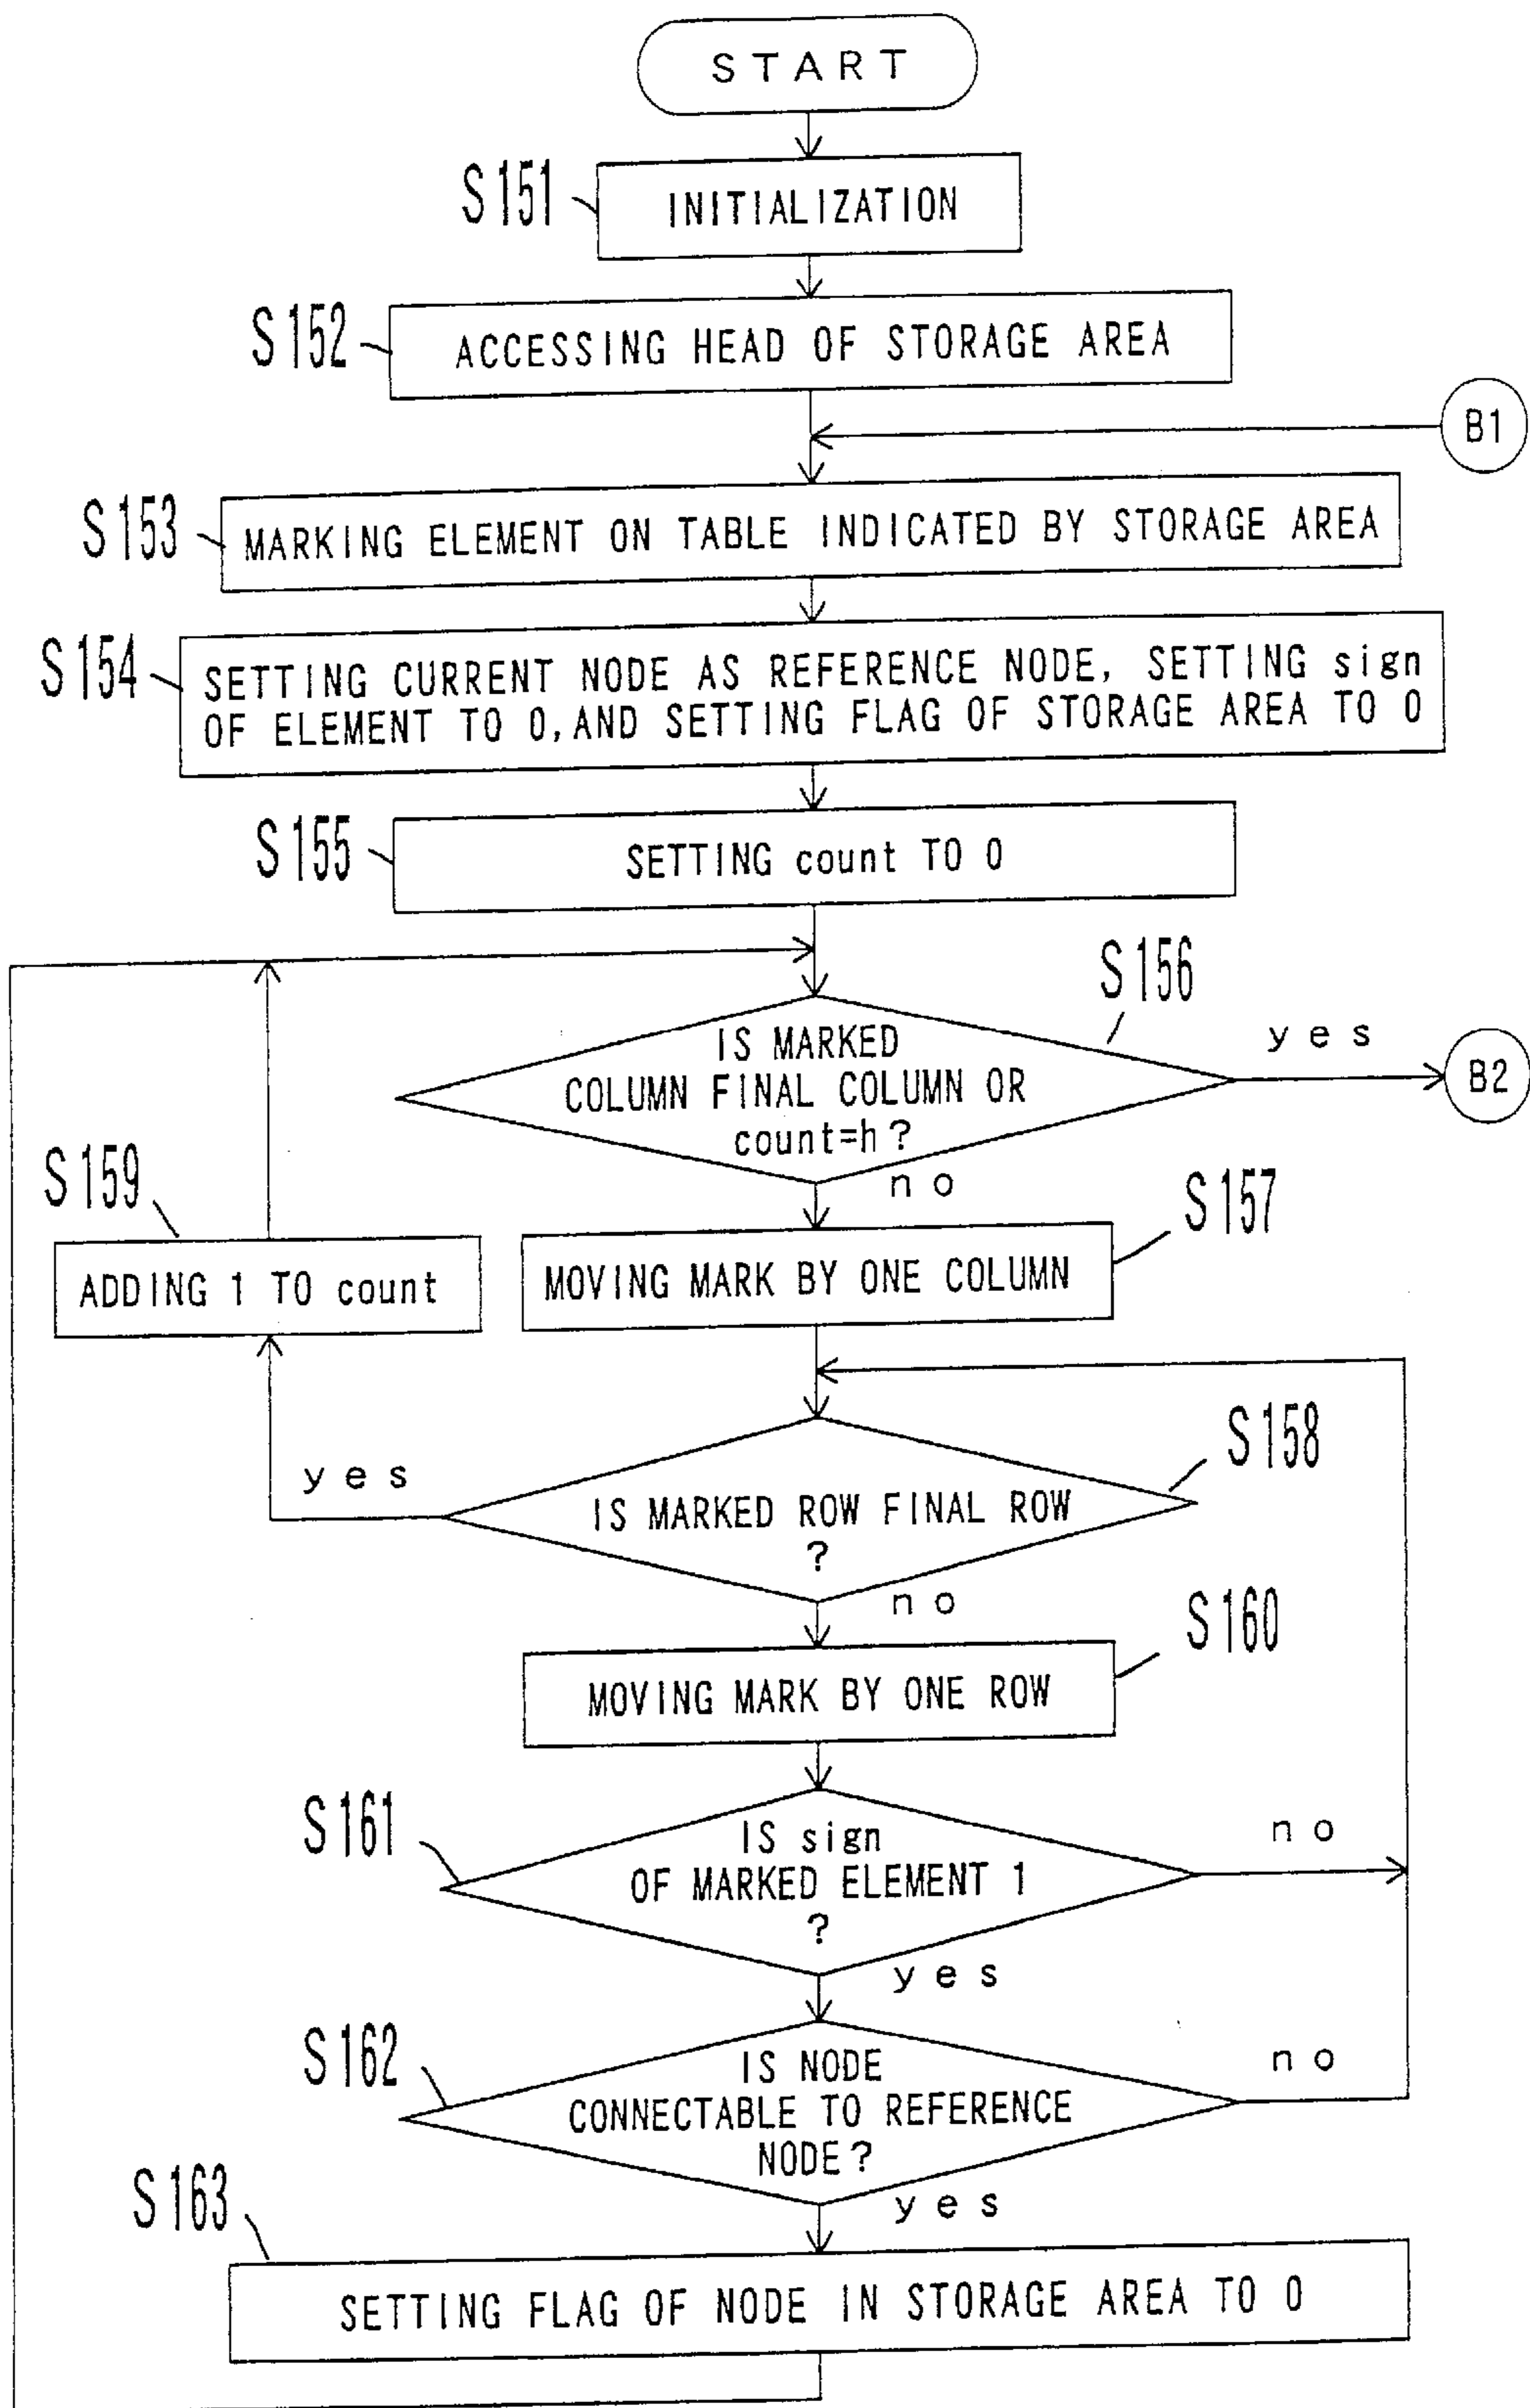 START
S151
INITIALIZATION
S152
ACCESSING HEAD OF STORAGE AREA
B1
S153
MARKING ELEMENT ON TABLE INDICATED BY STORAGE AREA
S154
SETTING CURRENT NODE AS REFERENCE NODE, SETTING sign
OF ELEMENT TO 0, AND SETTING FLAG OF STORAGE AREA TO 0
S155
SETTING count TO 0
S156
IS MARKED
COLUMN FINAL COLUMN OR
count=h?
yes
B2
no
S159
ADDING 1 TO count
S157
MOVING MARK BY ONE COLUMN
S158
IS MARKED ROW FINAL ROW
?
yes
no
S160
MOVING MARK BY ONE ROW
S161
IS sign
OF MARKED ELEMENT 1
?
no
yes
S162
IS NODE
CONNECTABLE TO REFERENCE
NODE?
no
yes
S163
SETTING FLAG OF NODE IN STORAGE AREA TO 0